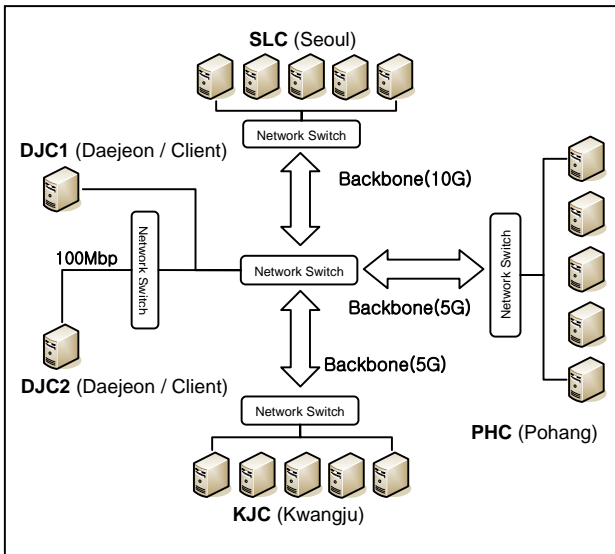 SLC (Seoul)
Network Switch
DJC1 (Daejeon / Client)
Backbone(10G)
100Mbp
Network Switch
Network Switch
Network Switch
Backbone(5G)
Backbone(5G)
DJC2 (Daejeon / Client)
Network Switch
PHC (Pohang)
KJC (Kwangju)